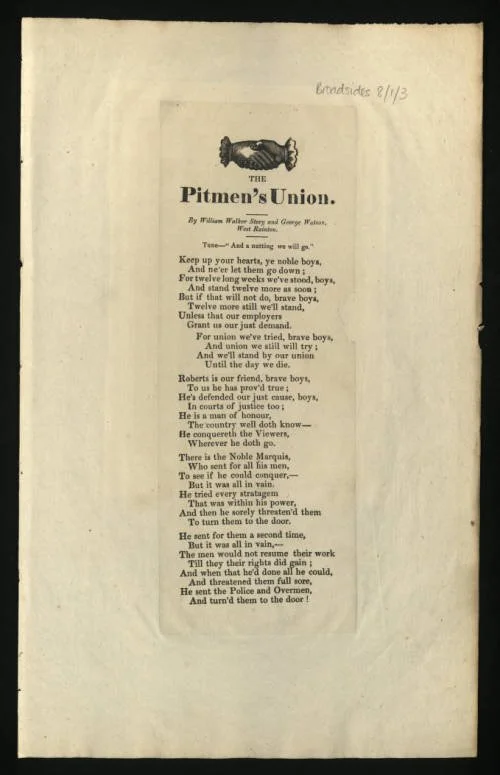 Broadsides 8/1/3
THE
Pitmen's Union.
By William Walker Story and George Watson,
West Rainton.
Tune—"And a nutting we will go."
Keep up your hearts, ye noble boys,
And ne'er let them go down ;
For twelve long weeks we've stood, boys,
And stand twelve more as soon ;
But if that will not do, brave boys,
Twelve more still we'll stand,
Unless that our employers
Grant us our just demand.
For union we've tried, brave boys,
And union we still will try ;
And we'll stand by our union
Until the day we die.
Roberts is our friend, brave boys,
To us he has prov'd true ;
He's defended our just cause, boys,
In courts of justice too ;
He is a man of honour,
The country well doth know—
He conquereth the Viewers,
Wherever he doth go.
There is the Noble Marquis,
Who sent for all his men,
To see if he could conquer,—
But it was all in vain.
He tried every stratagem
That was within his power,
And then he sorely threaten'd them
To turn them to the door.
He sent for them a second time,
But it was all in vain,—
The men would not resume their work
Till they their rights did gain ;
And when that he'd done all he could,
And threatened them full sore,
He sent the Police and Overmen,
And turn'd them to the door !